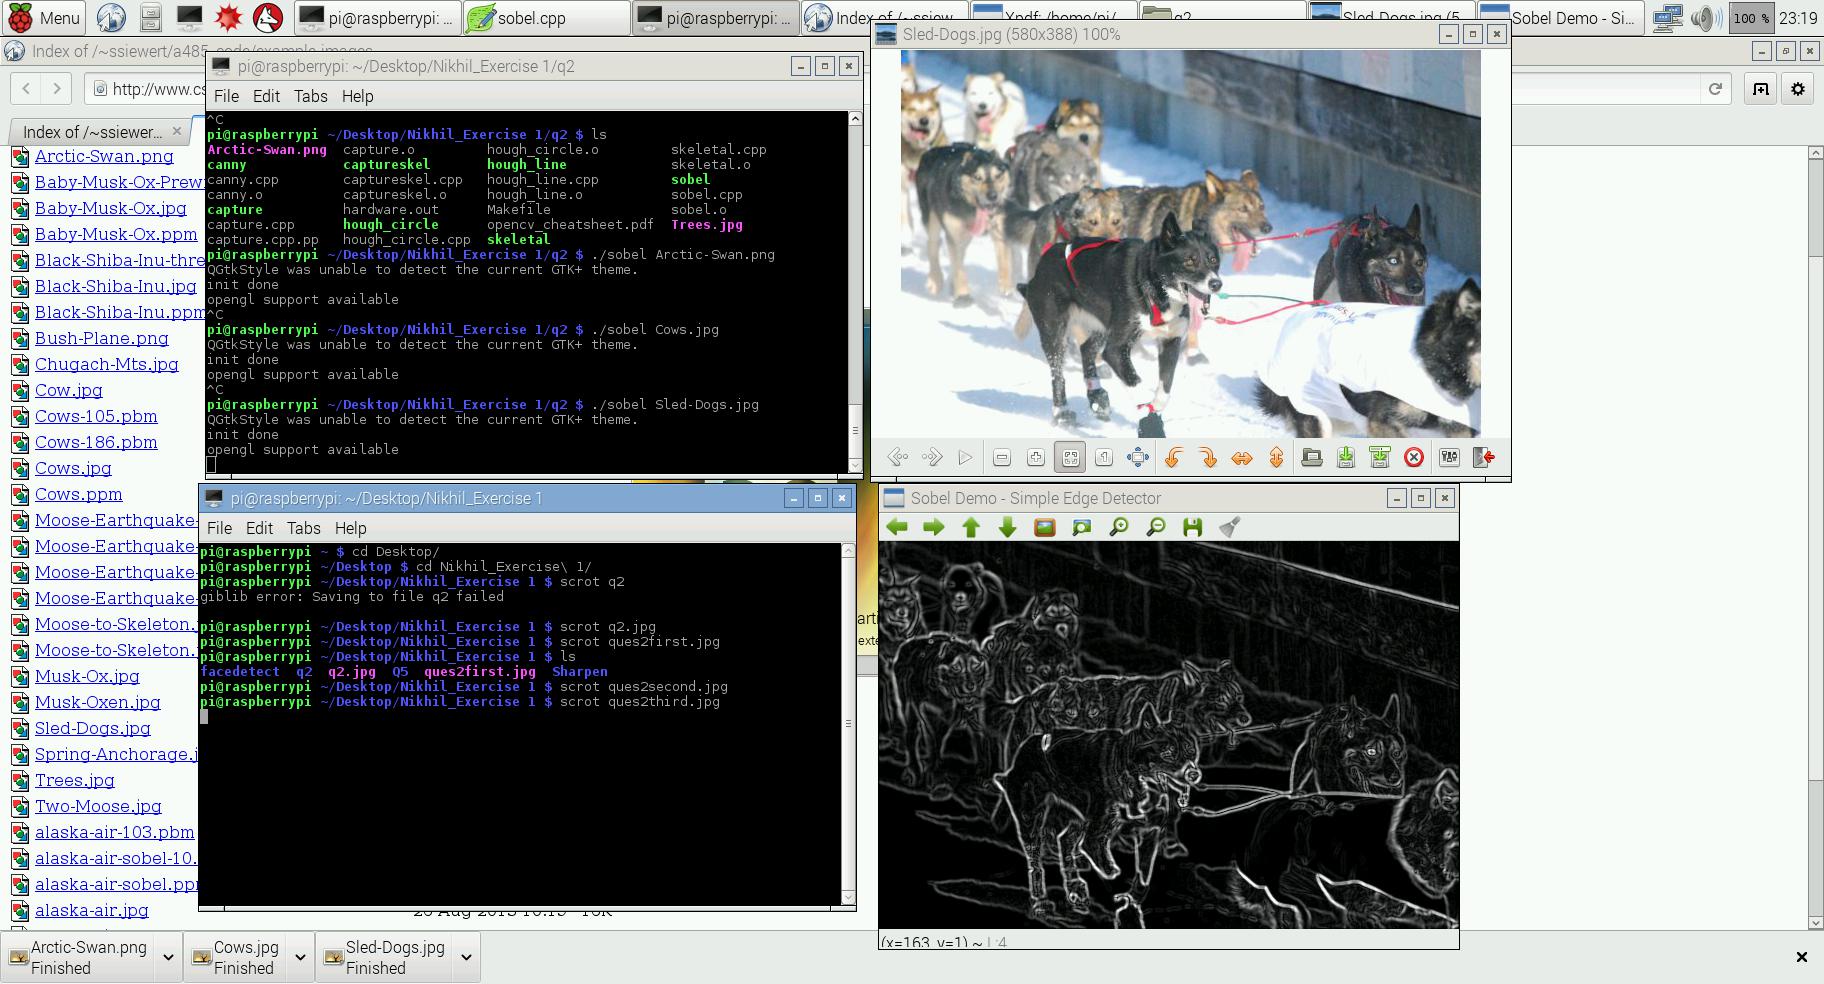 Menu
pi@raspberrypi: ...
sobel.cpp
pi@raspberrypi: ...
Index of /~ssiew...
Xpdf: /home/pi/...
q2
Sled-Dogs.jpg (5...
Sobel Demo - Si...
100 %
23:19
Index of /~ssiewert/a485_code/example_images
http://www.cs
Index of /~ssiewer...
Arctic-Swan.png
Baby-Musk-Ox-Prew
Baby-Musk-Ox.jpg
Baby-Musk-Ox.ppm
Black-Shiba-Inu-thre
Black-Shiba-Inu.jpg
Black-Shiba-Inu.ppm
Bush-Plane.png
Chugach-Mts.jpg
Cow.jpg
Cows-105.pbm
Cows-186.pbm
Cows.jpg
Cows.ppm
Moose-Earthquake-
Moose-Earthquake-
Moose-Earthquake-
Moose-Earthquake-
Moose-to-Skeleton.
Moose-to-Skeleton.
Musk-Ox.jpg
Musk-Oxen.jpg
Sled-Dogs.jpg
Spring-Anchorage.j
Trees.jpg
Two-Moose.jpg
alaska-air-103.pbm
alaska-air-sobel-10.
alaska-air-sobel.ppm
alaska-air.jpg
pi@raspberrypi: ~/Desktop/Nikhil_Exercise 1/q2
File Edit Tabs Help
^C
pi@raspberrypi ~/Desktop/Nikhil_Exercise 1/q2 $ ls
Arctic-Swan.png capture.o hough_circle.o skeletal.cpp
canny captureskel hough_line skeletal.o
canny.cpp captureskel.cpp hough_line.cpp sobel
canny.o captureskel.o hough_line.o sobel.cpp
capture hardware.out Makefile sobel.o
capture.cpp hough_circle opencv_cheatsheet.pdf Trees.jpg
capture.cpp.pp hough_circle.cpp skeletal
pi@raspberrypi ~/Desktop/Nikhil_Exercise 1/q2 $ ./sobel Arctic-Swan.png
QGtkStyle was unable to detect the current GTK+ theme.
init done
opengl support available
^C
pi@raspberrypi ~/Desktop/Nikhil_Exercise 1/q2 $ ./sobel Cows.jpg
QGtkStyle was unable to detect the current GTK+ theme.
init done
opengl support available
^C
pi@raspberrypi ~/Desktop/Nikhil_Exercise 1/q2 $ ./sobel Sled-Dogs.jpg
QGtkStyle was unable to detect the current GTK+ theme.
init done
opengl support available
pi@raspberrypi: ~/Desktop/Nikhil_Exercise 1
File Edit Tabs Help
pi@raspberrypi ~ $ cd Desktop/
pi@raspberrypi ~/Desktop $ cd Nikhil_Exercise\ 1/
pi@raspberrypi ~/Desktop/Nikhil_Exercise 1 $ scrot q2
giblib error: Saving to file q2 failed
pi@raspberrypi ~/Desktop/Nikhil_Exercise 1 $ scrot q2.jpg
pi@raspberrypi ~/Desktop/Nikhil_Exercise 1 $ scrot ques2first.jpg
pi@raspberrypi ~/Desktop/Nikhil_Exercise 1 $ ls
facedetect q2 q2.jpg Q5 ques2first.jpg Sharpen
pi@raspberrypi ~/Desktop/Nikhil_Exercise 1 $ scrot ques2second.jpg
pi@raspberrypi ~/Desktop/Nikhil_Exercise 1 $ scrot ques2third.jpg
Sled-Dogs.jpg (580x388) 100%
Sobel Demo - Simple Edge Detector
(x=163, y=1) ~ L:4
Arctic-Swan.png
Finished
Cows.jpg
Finished
Sled-Dogs.jpg
Finished